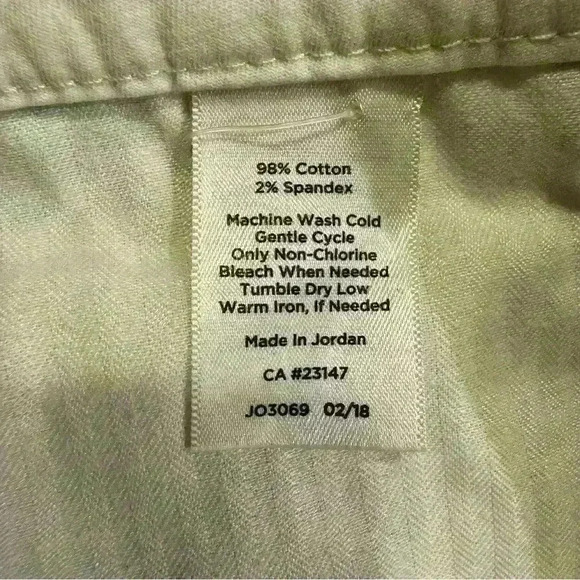 98% Cotton
2% Spandex
Machine Wash Cold
Gentle Cycle
Only Non-Chlorine
Bleach When Needed
Tumble Dry Low
Warm Iron, If Needed
Made In Jordan
CA #23147
JO3069 02/18